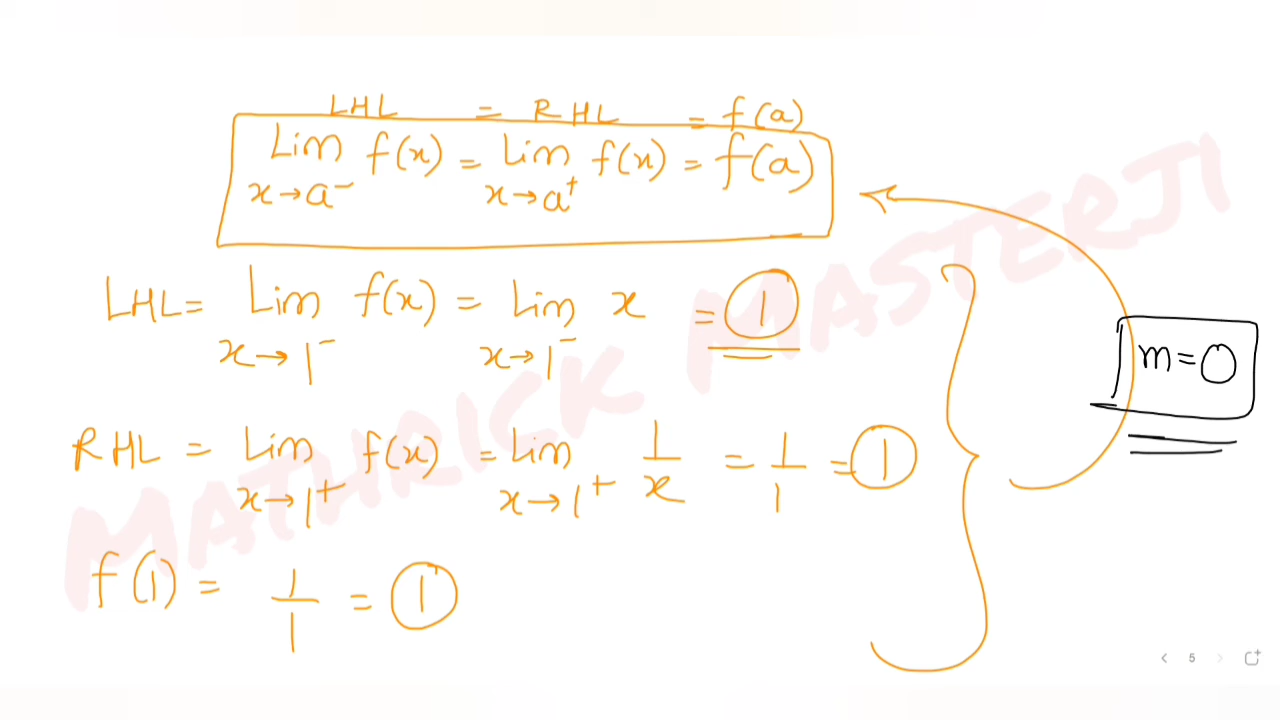 LHL = RHL = f(a)
Lim x→a⁻ f(x) = Lim x→a⁺ f(x) = f(a)
LHL = Lim x→1⁻ f(x) = Lim x→1⁻ x = 1
m=0
RHL = Lim x→1⁺ f(x) = Lim x→1⁺ 1/x = 1/1 = 1
f(1) = 1/1 = 1
MATHRICK MASTERJI
< 5 >